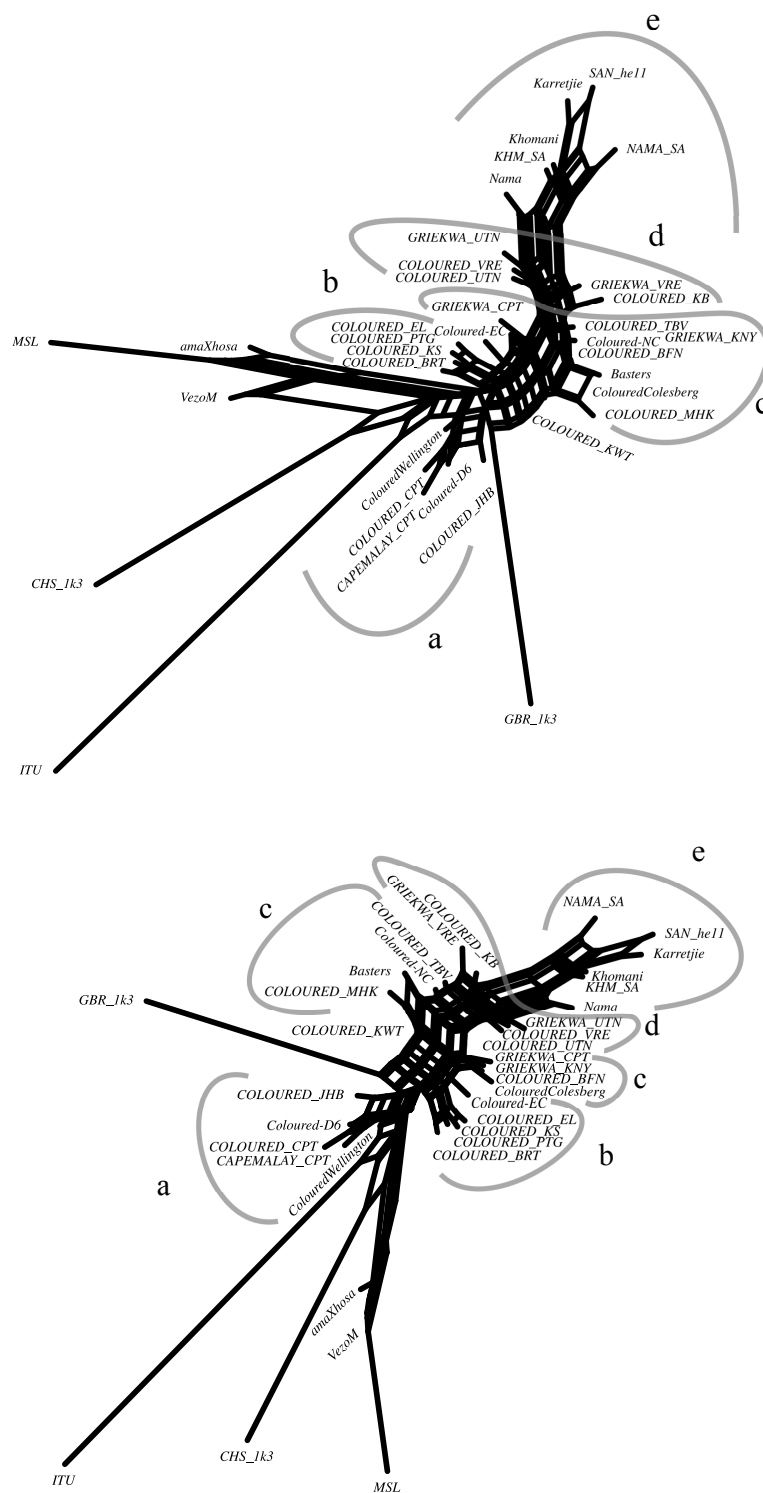 e
SAN_he11
Karretjie
Khomani
KHM_SA
NAMA_SA
Nama
GRIEKWA_UTN
d
COLOURED_VRE
COLOURED_UTN
b
GRIEKWA_VRE
COLOURED_KB
GRIEKWA_CPT
COLOURED_EL
Coloured-EC
COLOURED_TBV
MSL
amaXhosa
COLOURED_PTG
Coloured-NC
GRIEKWA_KNY
COLOURED_KS
COLOURED_BFN
COLOURED_BRT
Basters
VezoM
ColouredColesberg
c
COLOURED_MHK
COLOURED_KWT
ColouredWellington
COLOURED_CPT
Coloured-D6
CAPEMALAY_CPT
COLOURED_JHB
CHS_1k3
a
GBR_1k3
ITU
e
c
COLOURED_KB
GRIEKWA_VRE
NAMA_SA
COLOURED_TBV
SAN_he11
Coloured-NC
Karretjie
Basters
Khomani
KHM_SA
COLOURED_MHK
GBR_1k3
Nama
COLOURED_KWT
GRIEKWA_UTN
d
COLOURED_VRE
COLOURED_UTN
GRIEKWA_CPT
GRIEKWA_KNY
c
COLOURED_BFN
COLOURED_JHB
ColouredColesberg
Coloured-EC
Coloured-D6
COLOURED_EL
COLOURED_KS
COLOURED_CPT
COLOURED_PTG
CAPEMALAY_CPT
COLOURED_BRT
b
ColouredWellington
a
amaXhosa
VezoM
CHS_1k3
ITU
MSL